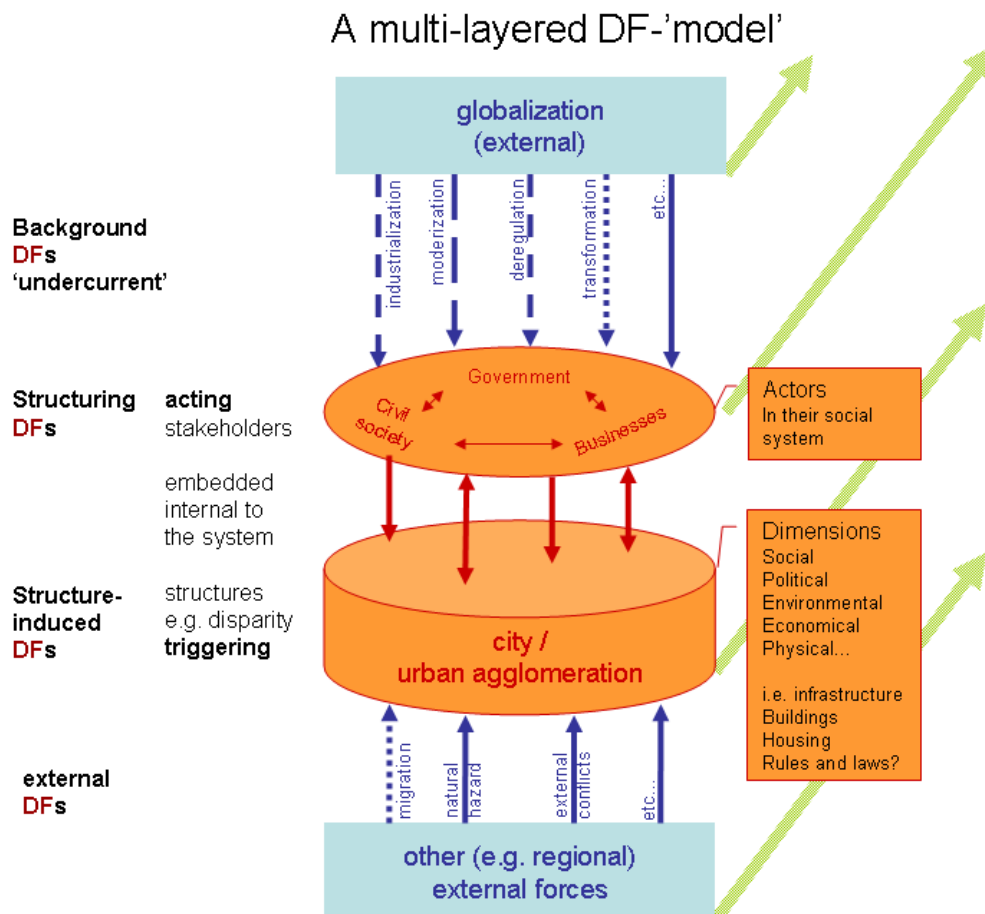 A multi-layered DF-'model'
globalization
(external)
industrialization
moderization
deregulation
transformation
etc...
Background
DFs
‘undercurrent’
Government
Civil
society
Businesses
Actors
In their social
system
Structuring
DFs
acting
stakeholders
embedded
internal to
the system
Structure-
induced
DFs
structures
e.g. disparity
triggering
city /
urban agglomeration
Dimensions
Social
Political
Environmental
Economical
Physical...
i.e. infrastructure
Buildings
Housing
Rules and laws?
external
DFs
migration
natural
hazard
external
conflicts
etc...
other (e.g. regional)
external forces